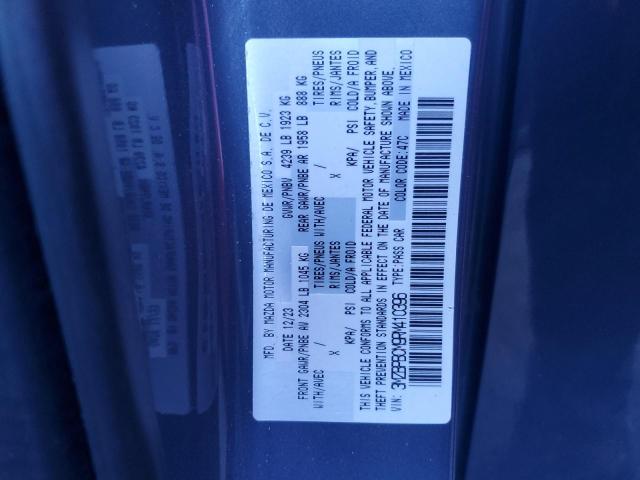 MFD. BY MAZDA MOTOR MANUFACTURING DE MEXICO S.A. DE C.V.
DATE 12/23 GVWR/PNBV 4239 LB 1923 KG
FRONT GAWR/PNBE AV 2304 LB 1045 KG REAR GAWR/PNBE AR 1958 LB 888 KG
WITH/AVEC / TIRES/PNEUS WITH/AVEC / TIRES/PNEUS
X RIMS/JANTES X RIMS/JANTES
KPA/ PSI COLD/A FROID KPA/ PSI COLD/A FROID
THIS VEHICLE CONFORMS TO ALL APPLICABLE FEDERAL MOTOR VEHICLE SAFETY, BUMPER, AND
THEFT PREVENTION STANDARDS IN EFFECT ON THE DATE OF MANUFACTURE SHOWN ABOVE.
VIN: 3MZBPBCM9RM410396 TYPE: PASS CAR COLOR CODE: 47C MADE IN MEXICO